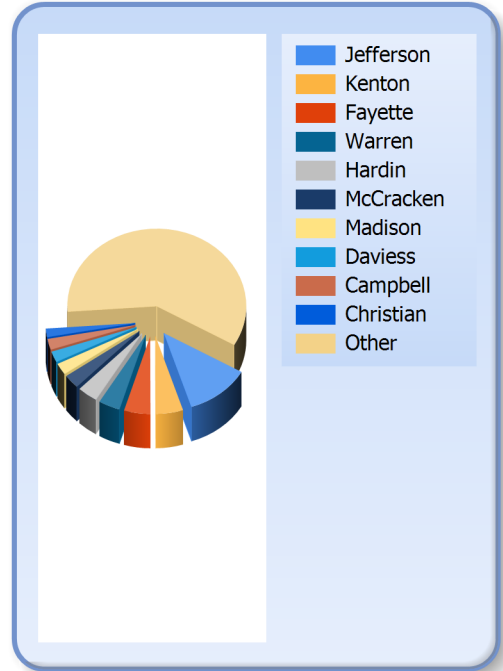 Jefferson
Kenton
Fayette
Warren
Hardin
McCracken
Madison
Daviess
Campbell
Christian
Other